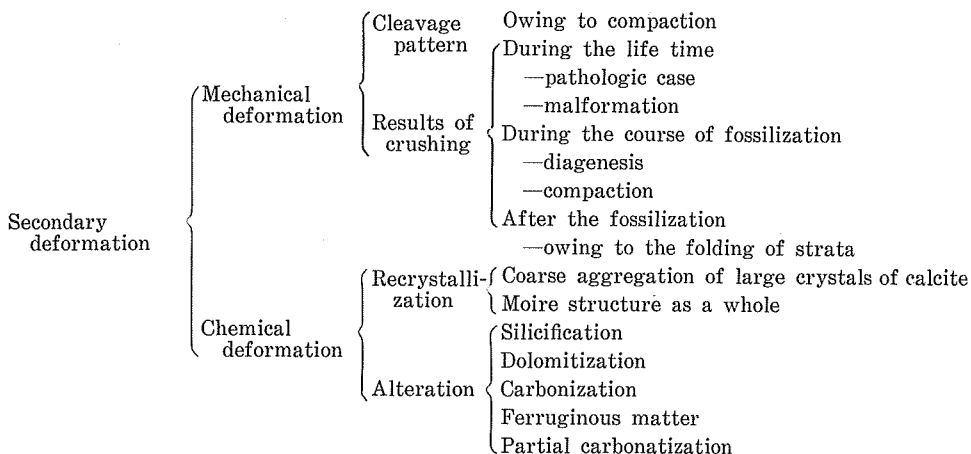 Secondary
deformation
Mechanical
deformation
Cleavage
pattern
Owing to compaction
Results of
crushing
During the life time
—pathologic case
—malformation
During the course of fossilization
—diagenesis
—compaction
After the fossilization
—owing to the folding of strata
Chemical
deformation
Recrystalli-
zation
Coarse aggregation of large crystals of calcite
Moire structure as a whole
Alteration
Silicification
Dolomitization
Carbonization
Ferruginous matter
Partial carbonatization